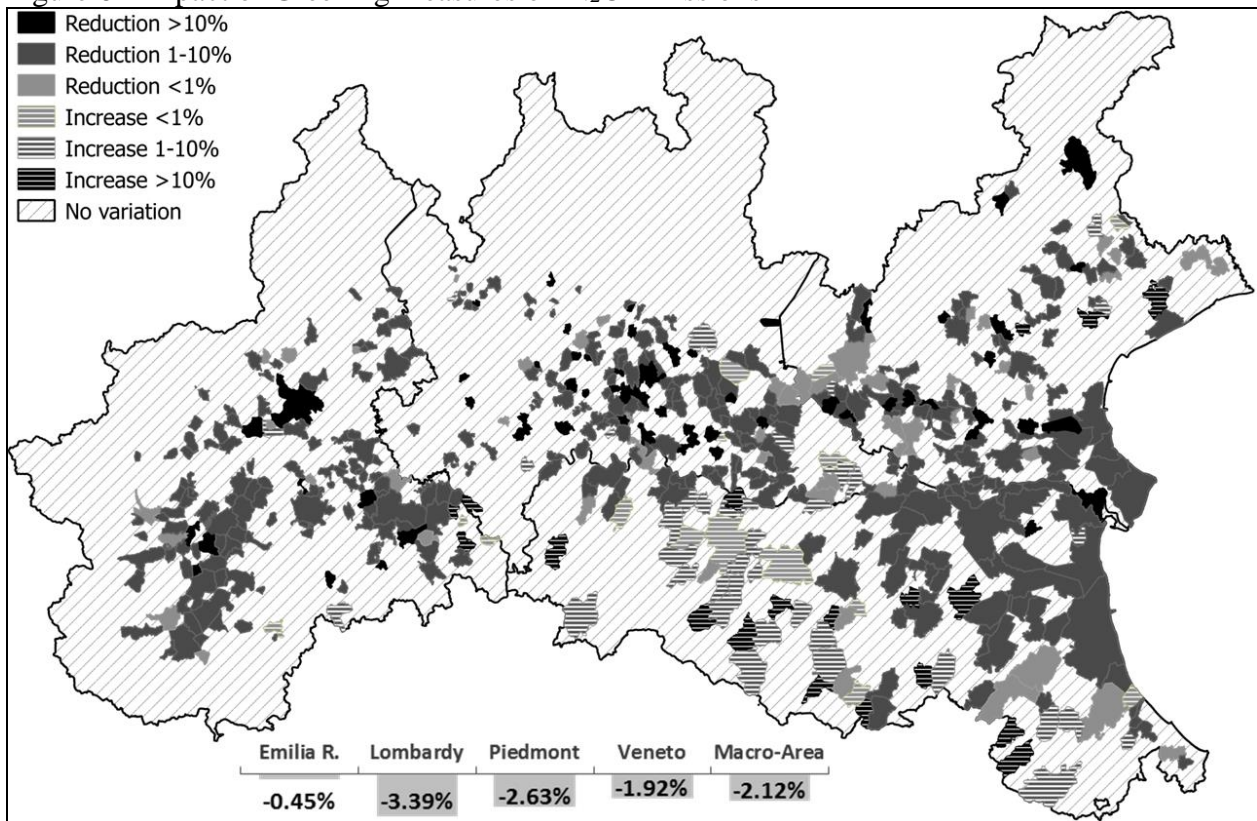 Reduction >10%
Reduction 1-10%
Reduction <1%
Increase <1%
Increase 1-10%
Increase >10%
No variation
Emilia R. Lombardy Piedmont Veneto Macro-Area
-0.45% -3.39% -2.63% -1.92% -2.12%